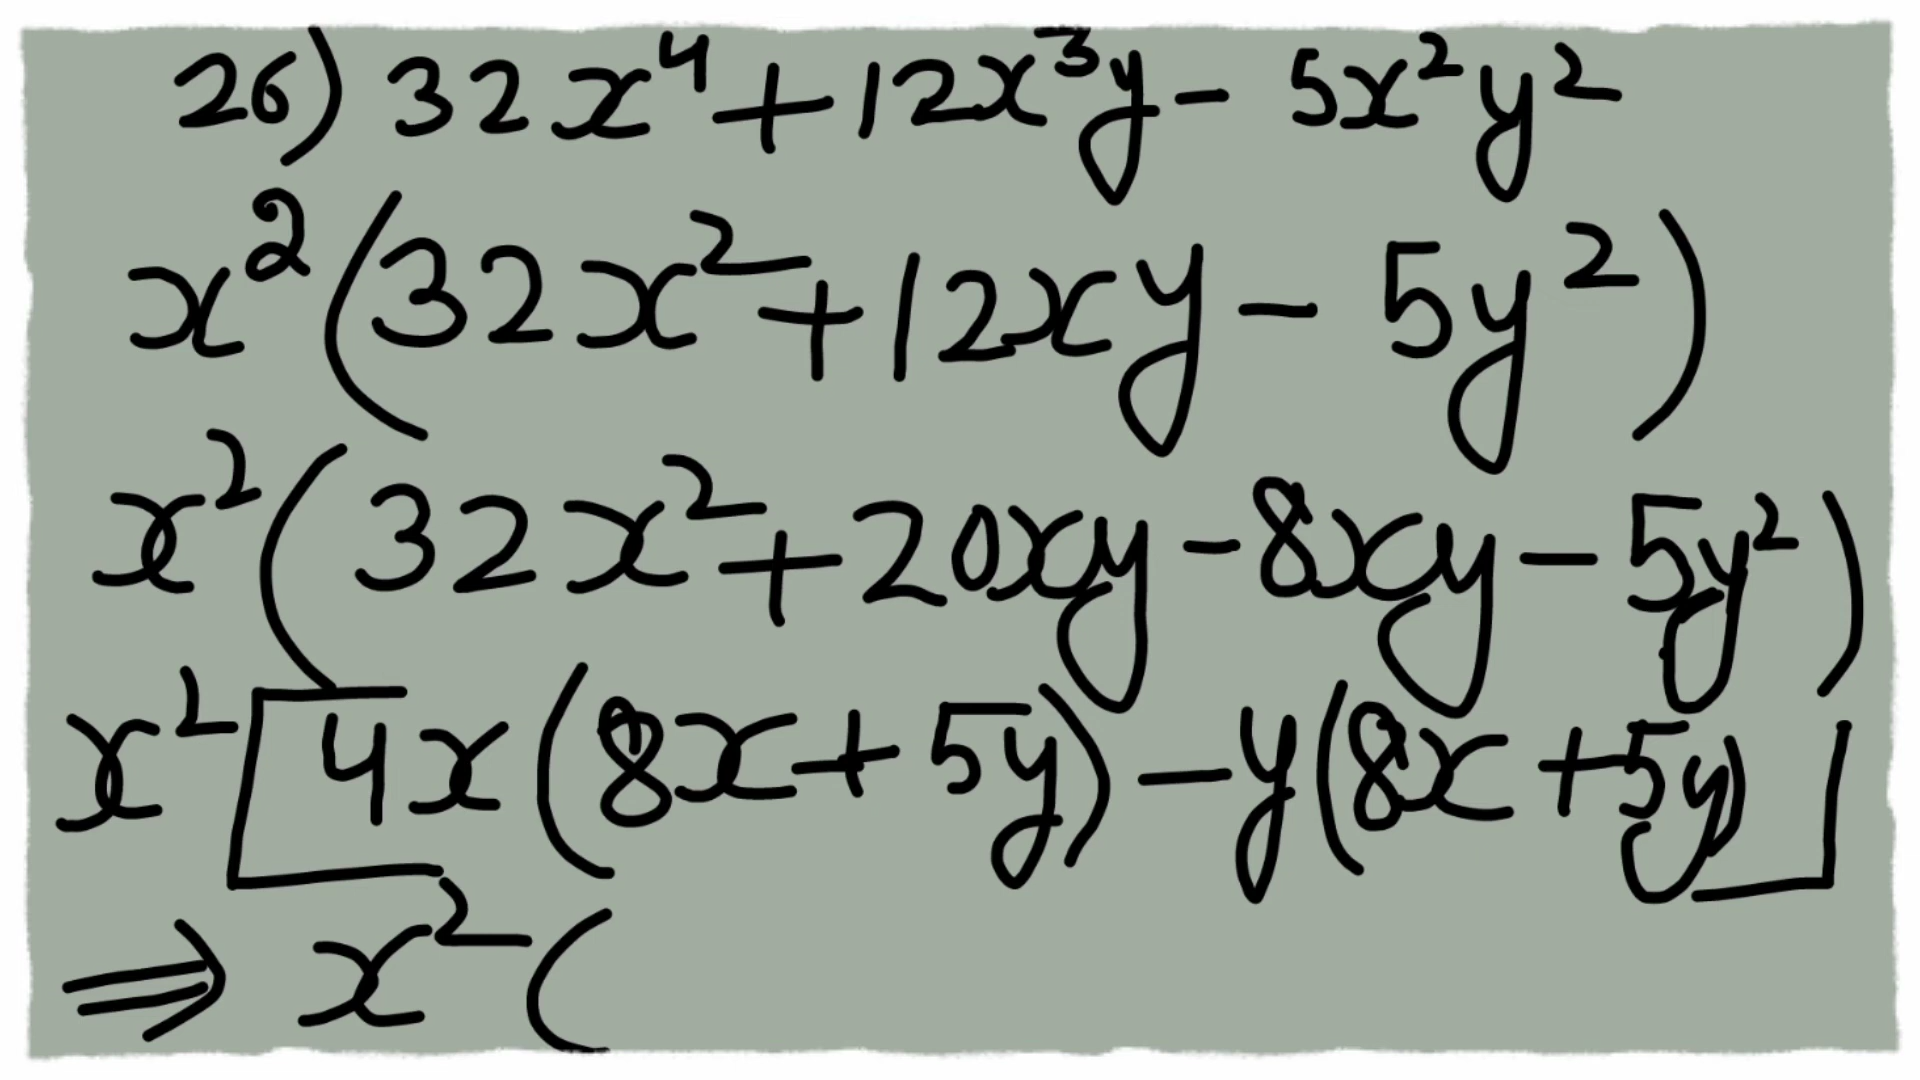 26) 32x⁴ + 12x³y - 5x²y²
x²(32x² + 12xy - 5y²)
x²(32x² + 20xy - 8xy - 5y²)
x²[4x(8x + 5y) - y(8x + 5y)]
⇒ x²(